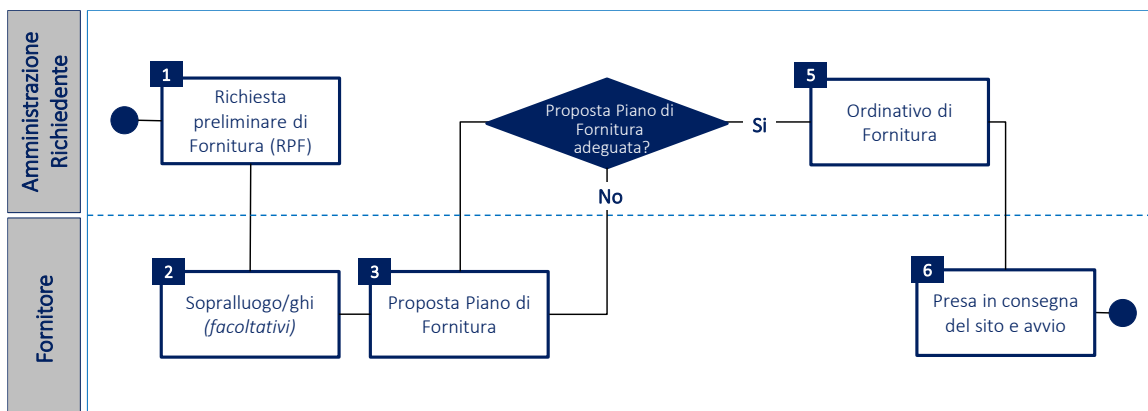 Amministrazione
Richiedente
1
Richiesta
preliminare di
Fornitura (RPF)
Proposta Piano di
Fornitura
adeguata?
Si
No
5
Ordinativo di
Fornitura
Fornitore
2
Sopralluogo/ghi
(facoltativi)
3
Proposta Piano di
Fornitura
6
Presa in consegna
del sito e avvio